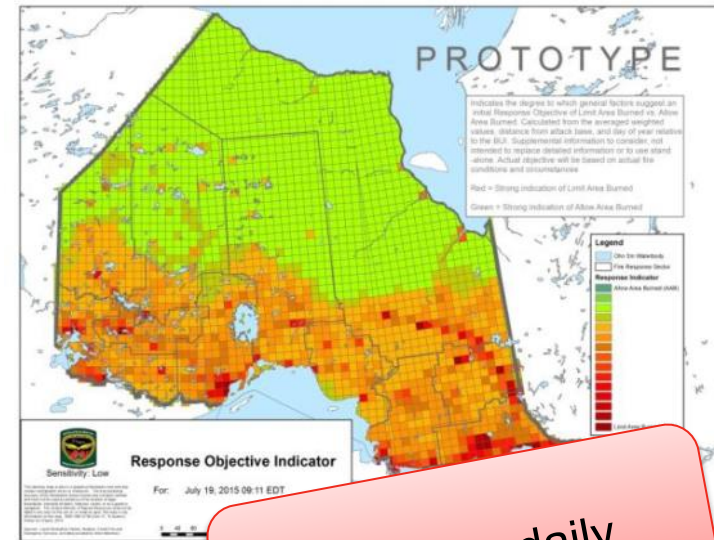 PROTOTYPE
Indicates the degree to which general factors suggest an
initial Response Objective of Limit Area Burned vs. Allow
Area Burned. Calculated from the averaged weighted
values, distance from attack base, and day of year relative
to the BUI. Supplemental information to consider, not
intended to replace detailed information or to use stand
-alone. Actual objective will be based on actual fire
conditions and circumstances
Red = Strong indication of Limit Area Burned
Green = Strong indication of Allow Area Burned
Legend
Waterbody
Fire Response Sector
Response Indicator
Allow Area Burned
Limit Area
Sensitivity: Low
Response Objective Indicator
For: July 19, 2015 09:11 EDT
daily